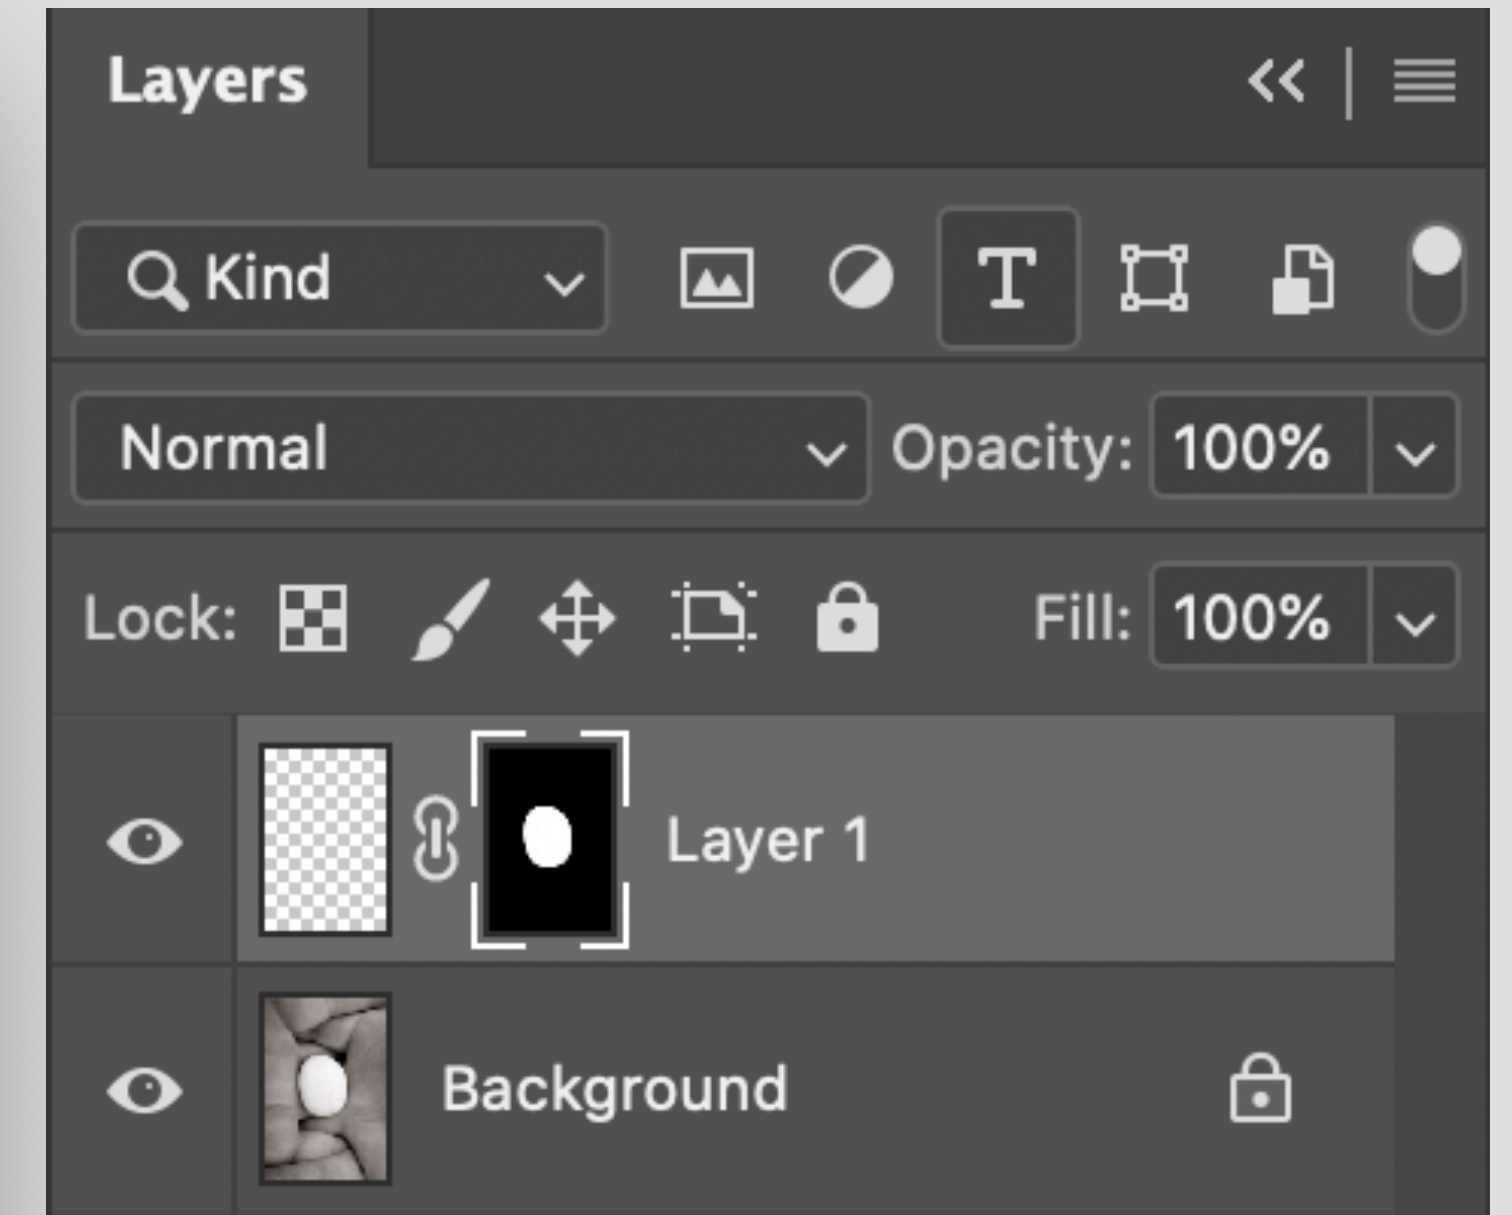 Layers
Kind
Normal Opacity: 100%
Lock: Fill: 100%
Layer 1
Background